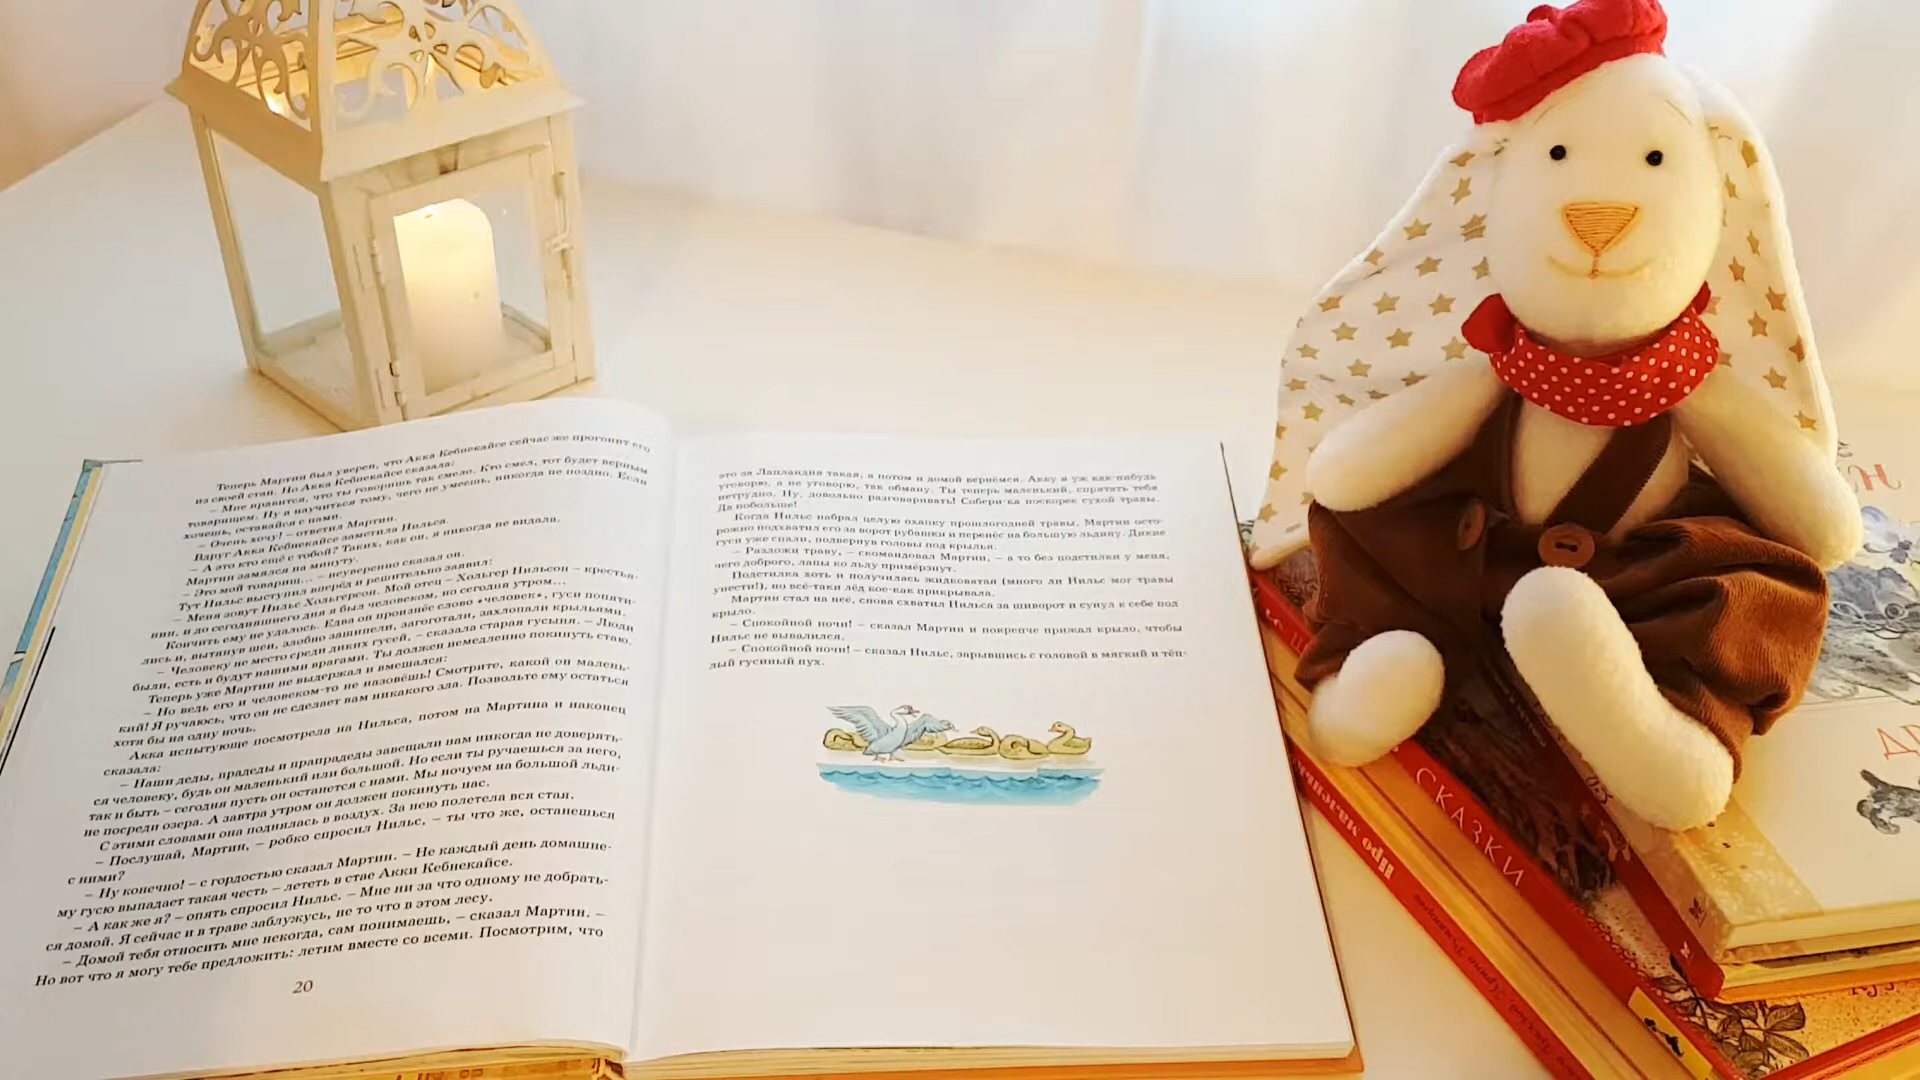 Теперь Мартин был уверен, что Акка Кебнекайсе сейчас же прогонит его
из своей стаи. Но Акка Кебнекайсе сказала:
– Мне нравится, что ты говоришь так смело. Кто смел, тот будет верным
товарищем. Ну а научиться тому, чего не умеешь, никогда не поздно. Если
хочешь, оставайся с нами.
– Очень хочу! – ответил Мартин.
Вдруг Акка Кебнекайсе заметила Нильса.
– А это кто ещё с тобой? Таких, как он, я никогда не видала.
Мартин замялся на минуту.
– Это мой товарищ... – неуверенно сказал он.
Тут Нильс выступил вперёд и решительно заявил:
– Меня зовут Нильс Хольгерсон. Мой отец – Хольгер Нильсон – крестья-
нин, и до сегодняшнего дня я был человеком, но сегодня утром...
Кончить ему не удалось. Едва он произнёс слово «человек», гуси попяти-
лись и, вытянув шеи, злобно зашипели, загоготали, захлопали крыльями.
– Человеку не место среди диких гусей, – сказала старая гусыня. – Люди
были, есть и будут нашими врагами. Ты должен немедленно покинуть стаю.
Теперь уже Мартин не выдержал и вмешался:
– Но ведь его и человеком-то не назовёшь! Смотрите, какой он малень-
кий! Я ручаюсь, что он не сделает вам никакого зла. Позвольте ему остаться
хотя бы на одну ночь.
Акка испытующе посмотрела на Нильса, потом на Мартина и наконец
сказала:
– Наши деды, прадеды и прапрадеды завещали нам никогда не доверять-
ся человеку, будь он маленький или большой. Но если ты ручаешься за него,
так и быть – сегодня пусть он останется с нами. Мы ночуем на большой льди-
не посреди озера. А завтра утром он должен покинуть нас.
С этими словами она поднялась в воздух. За нею полетела вся стая.
– Послушай, Мартин, – робко спросил Нильс, – ты что же, останешься
с ними?
– Ну конечно! – с гордостью сказал Мартин. – Не каждый день домашне-
му гусю выпадает такая честь – лететь в стае Акки Кебнекайсе.
– А как же я? – опять спросил Нильс. – Мне ни за что одному не добрать-
ся домой. Я сейчас и в траве заблужусь, не то что в этом лесу.
– Домой тебя относить мне некогда, сам понимаешь, – сказал Мартин. –
Но вот что я могу тебе предложить: летим вместе со всеми. Посмотрим, что
20
это за Лапландия такая, а потом и домой вернёмся. Акку я уж как-нибудь
уговорю, а не уговорю, так обману. Ты теперь маленький, спрятать тебя
нетрудно. Ну, довольно разговаривать! Собери-ка поскорее сухой травы.
Да побольше!
Когда Нильс набрал целую охапку прошлогодней травы, Мартин осто-
рожно подхватил его за ворот рубашки и перенёс на большую льдину. Дикие
гуси уже спали, подвернув головы под крылья.
– Разложи траву, – скомандовал Мартин, – а то без подстилки у меня,
чего доброго, лапы ко льду примёрзнут.
Подстилка хоть и получилась жидковатая (много ли Нильс мог травы
унести!), но всё-таки лёд кое-как прикрывала.
Мартин стал на неё, снова схватил Нильса за шиворот и сунул к себе под
крыло.
– Спокойной ночи! – сказал Мартин и покрепче прижал крыло, чтобы
Нильс не вывалился.
– Спокойной ночи! – сказал Нильс, зарывшись с головой в мягкий и тёп-
лый гусиный пух.
СКАЗКИ